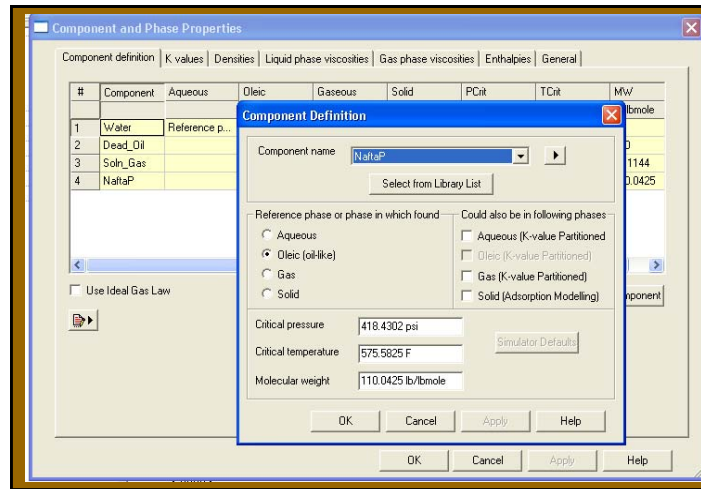 Component and Phase Properties
Component definition K values Densities Liquid phase viscosities Gas phase viscosities Enthalpies General
# Component Aqueous Oleic Gaseous Solid PCrit TCrit MW
lbmole
1 Water Reference p...
2 Dead_Oil
3 Soln_Gas 1144
4 NaftaP 0.0425
Use Ideal Gas Law
Component Definition
Component name NaftaP
Select from Library List
Reference phase or phase in which found
Aqueous
Oleic (oil-like)
Gas
Solid
Could also be in following phases
Aqueous (K-value Partitioned
Oleic (K-value Partitioned)
Gas (K-value Partitioned)
Solid (Adsorption Modelling)
Critical pressure 418.4302 psi
Critical temperature 575.5825 F
Molecular weight 110.0425 lb/lbmole
Simulator Defaults
OK Cancel Apply Help
OK Cancel Apply Help